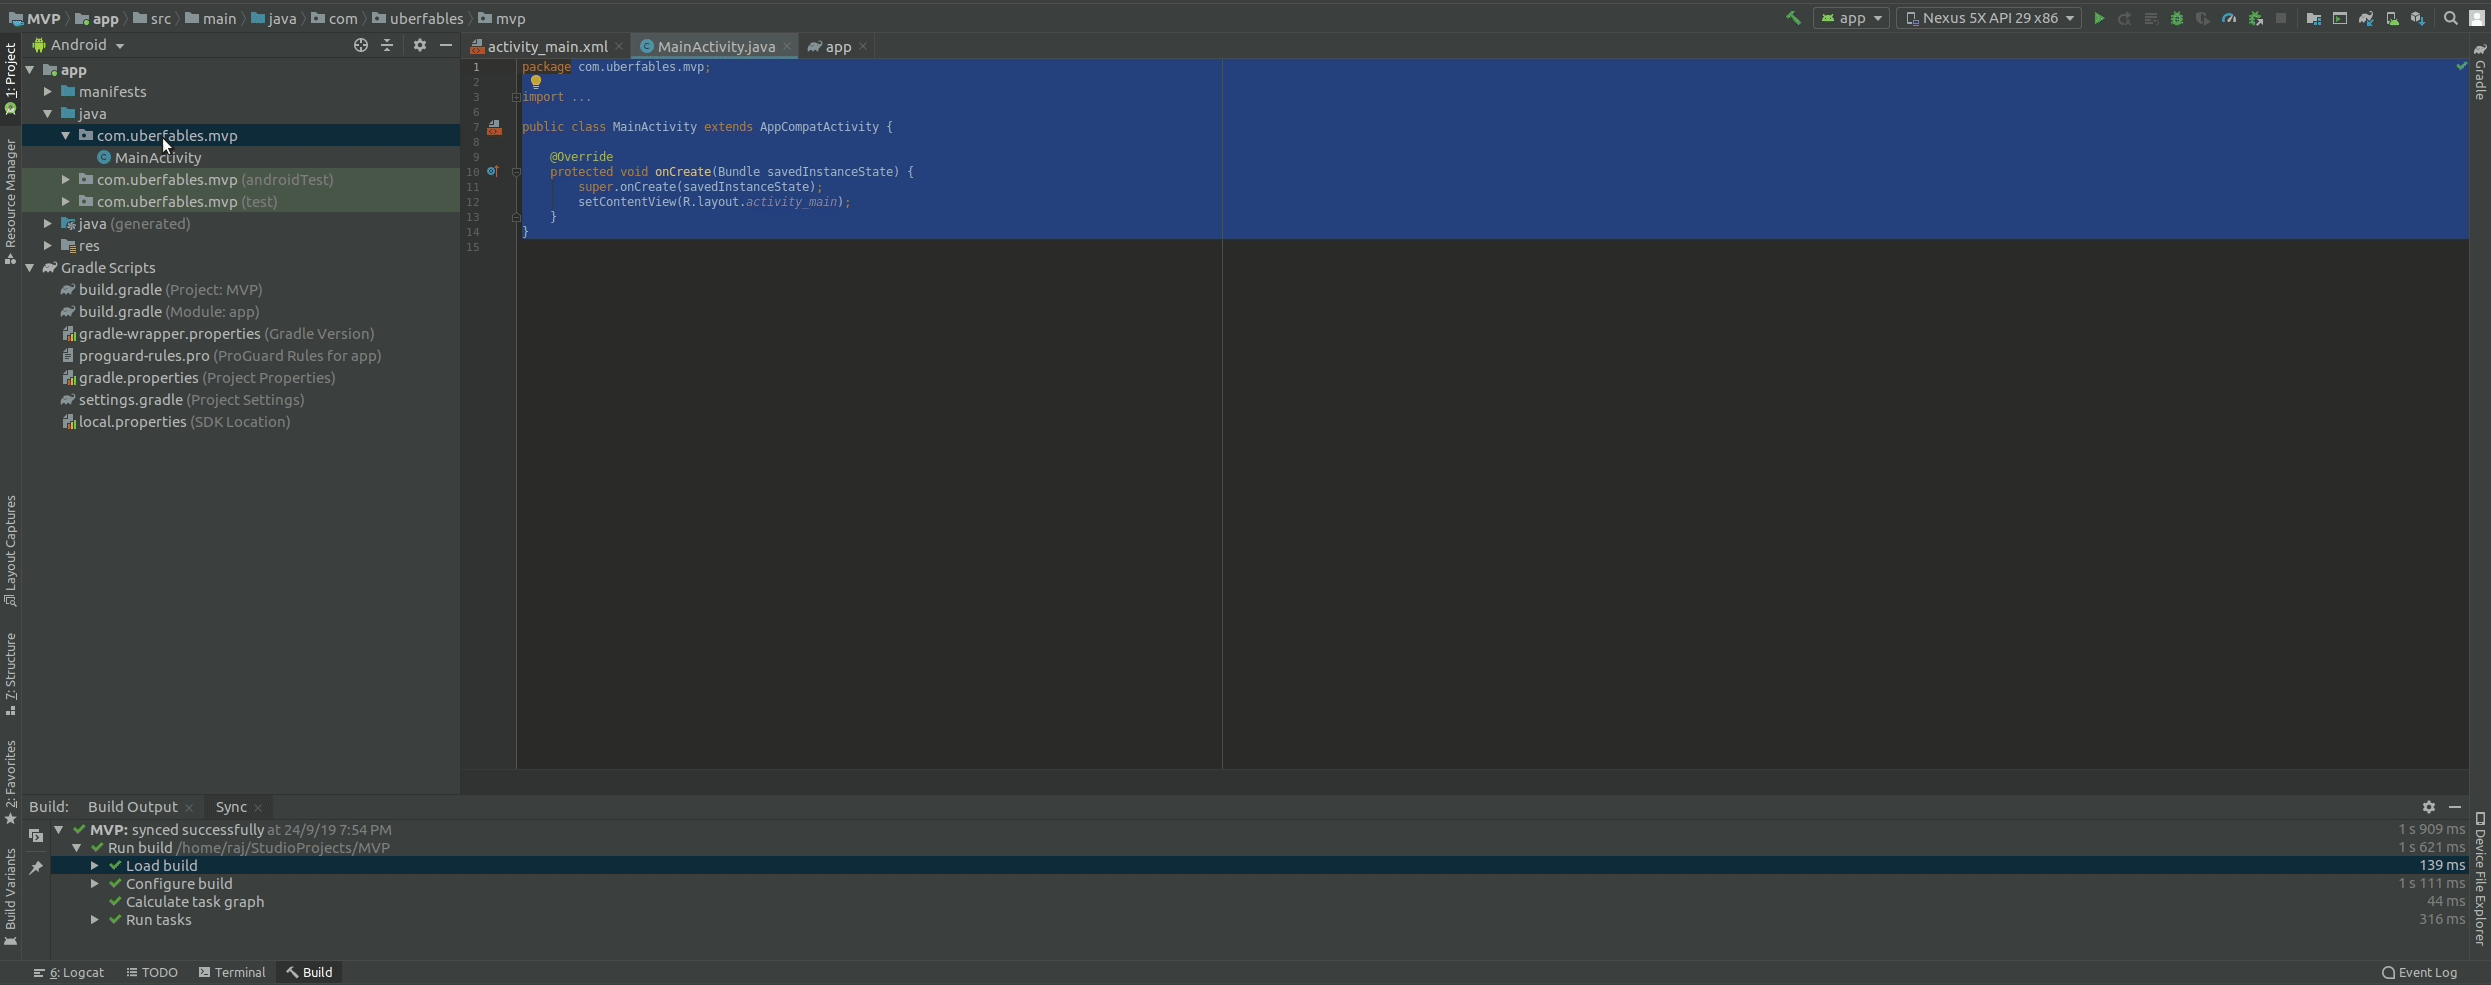 MVP app src main java com uberfables mvp app Nexus 5X API 29 x86
1: Project
Resource Manager
Layout Captures
7: Structure
2: Favorites
Build Variants
Android
app
manifests
java
com.uberfables.mvp
MainActivity
com.uberfables.mvp (androidTest)
com.uberfables.mvp (test)
java (generated)
res
Gradle Scripts
build.gradle (Project: MVP)
build.gradle (Module: app)
gradle-wrapper.properties (Gradle Version)
proguard-rules.pro (ProGuard Rules for app)
gradle.properties (Project Properties)
settings.gradle (Project Settings)
local.properties (SDK Location)
activity_main.xml MainActivity.java app
1 package com.uberfables.mvp;
2
3 import ...
6
7 public class MainActivity extends AppCompatActivity {
8
9 @Override
10 protected void onCreate(Bundle savedInstanceState) {
11 super.onCreate(savedInstanceState);
12 setContentView(R.layout.activity_main);
13 }
14 }
15
Gradle
Device File Explorer
Build: Build Output Sync
MVP: synced successfully at 24/9/19 7:54 PM 1 s 909 ms
Run build /home/raj/StudioProjects/MVP 1 s 621 ms
Load build 139 ms
Configure build 1 s 111 ms
Calculate task graph 44 ms
Run tasks 316 ms
6: Logcat TODO Terminal Build Event Log